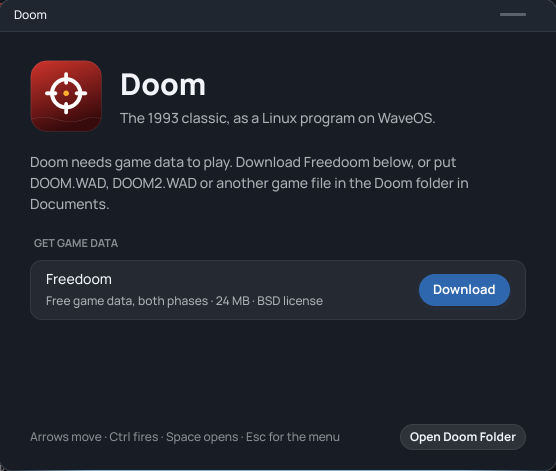 Doom
Doom
The 1993 classic, as a Linux program on WaveOS.
Doom needs game data to play. Download Freedoom below, or put
DOOM.WAD, DOOM2.WAD or another game file in the Doom folder in
Documents.
GET GAME DATA
Freedoom
Free game data, both phases · 24 MB · BSD license
Download
Arrows move · Ctrl fires · Space opens · Esc for the menu
Open Doom Folder